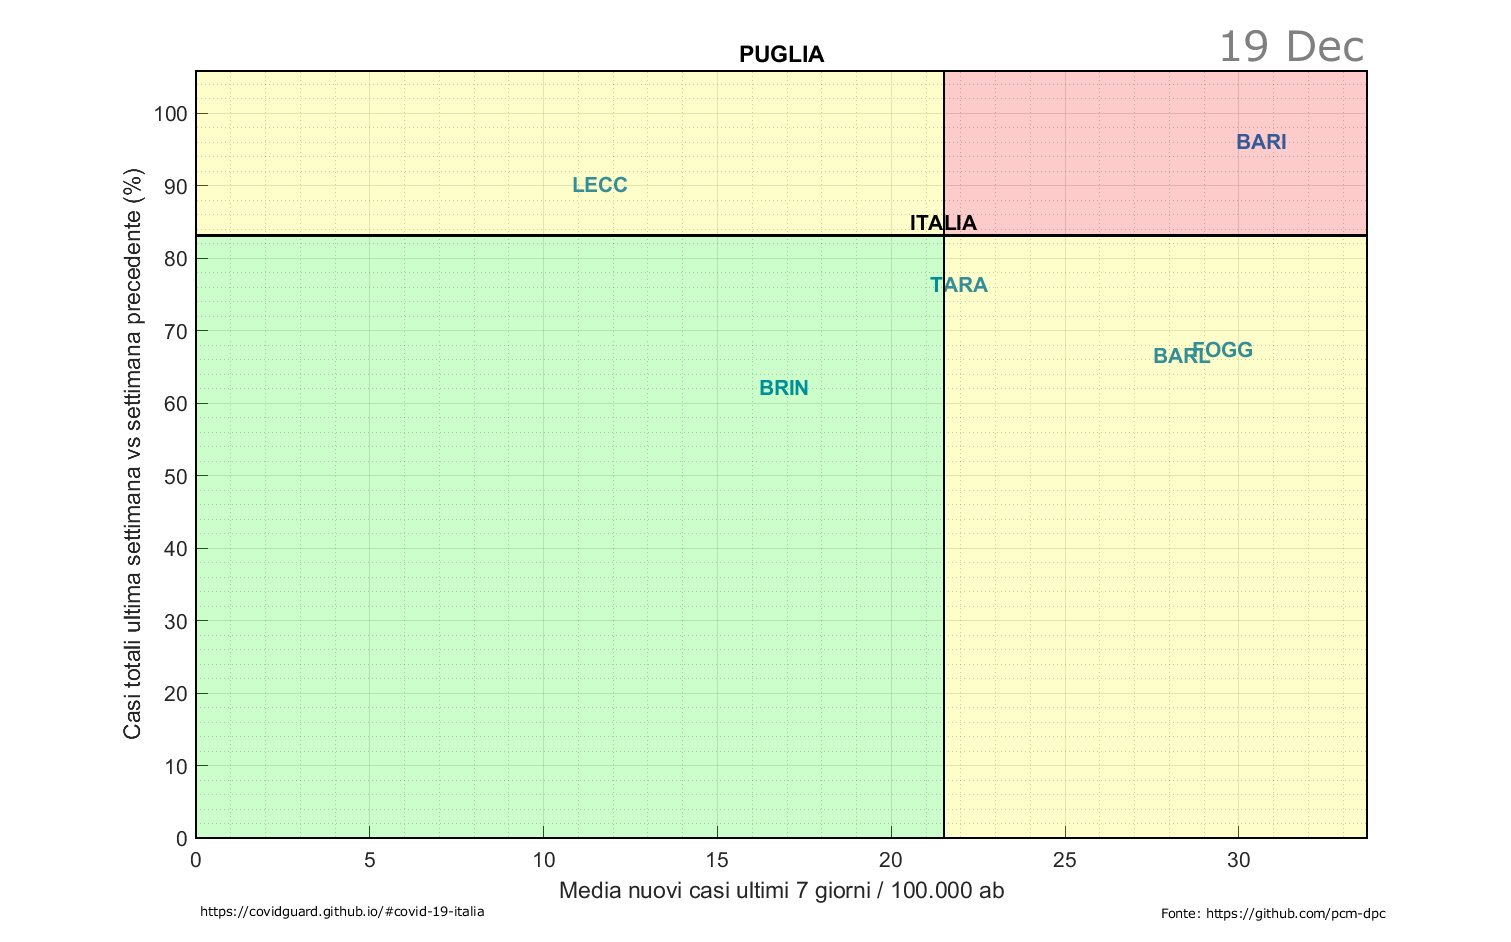 19 Dec
PUGLIA
Casi totali ultima settimana vs settimana precedente (%)
100
90
80
70
60
50
40
30
20
10
0
BARI
LECC
ITALIA
TARA
FOGG
BARL
BRIN
0 5 10 15 20 25 30
Media nuovi casi ultimi 7 giorni / 100.000 ab
https://covidguard.github.io/#covid-19-italia
Fonte: https://github.com/pcm-dpc